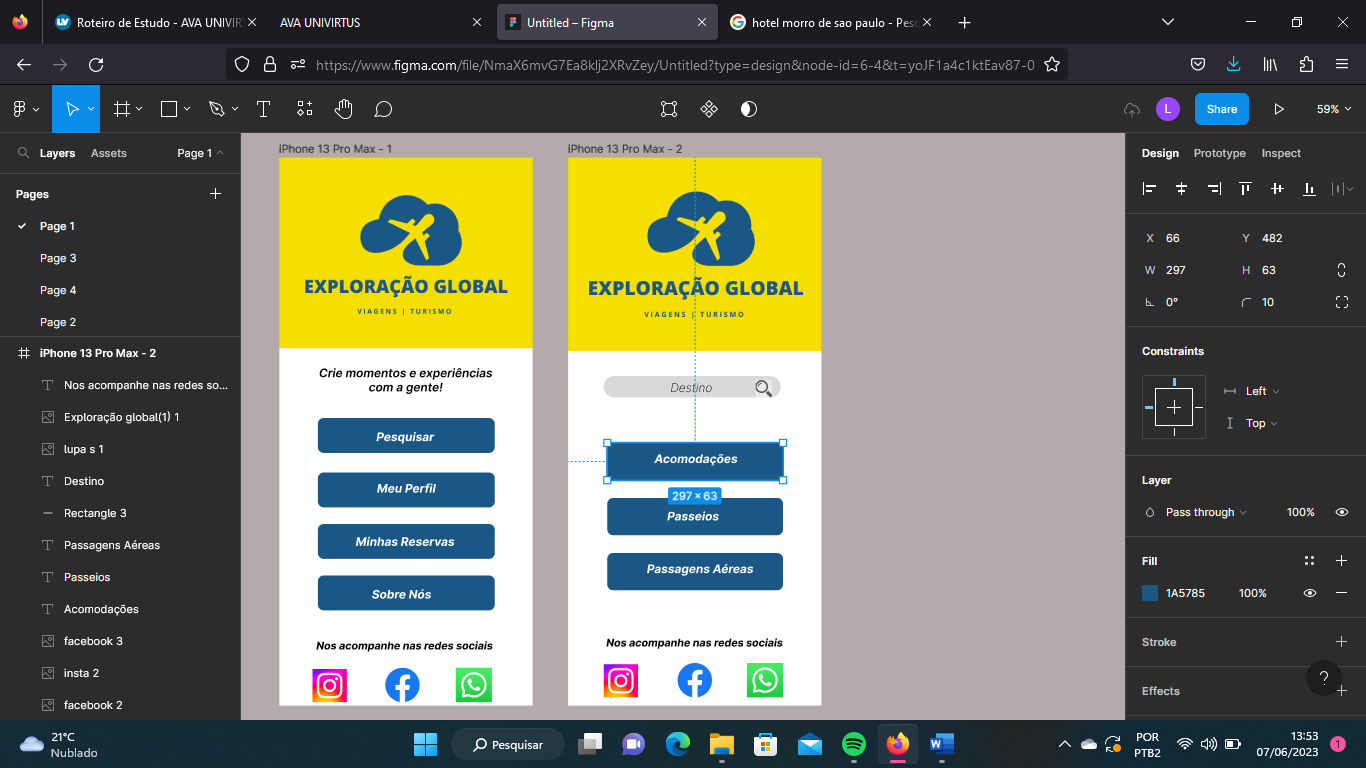 Roteiro de Estudo - AVA UNIVIRT
AVA UNIVIRTUS
Untitled – Figma
hotel morro de sao paulo - Pesq
https://www.figma.com/file/NmaX6mvG7Ea8klj2XRvZey/Untitled?type=design&node-id=6-4&t=yoJF1a4c1ktEav87-0
L
Share
59%
Layers
Assets
Page 1
Pages
Page 1
Page 3
Page 4
Page 2
iPhone 13 Pro Max - 2
Nos acompanhe nas redes so...
Exploração global(1) 1
lupa s 1
Destino
Rectangle 3
Passagens Aéreas
Passeios
Acomodações
facebook 3
insta 2
facebook 2
iPhone 13 Pro Max - 1
EXPLORAÇÃO GLOBAL
VIAGENS | TURISMO
Crie momentos e experiências
com a gente!
Pesquisar
Meu Perfil
Minhas Reservas
Sobre Nós
Nos acompanhe nas redes sociais
iPhone 13 Pro Max - 2
EXPLORAÇÃO GLOBAL
VIAGENS | TURISMO
Destino
Acomodações
297 × 63
Passeios
Passagens Aéreas
Nos acompanhe nas redes sociais
Design
Prototype
Inspect
X 66
Y 482
W 297
H 63
0°
10
Constraints
Left
Top
Layer
Pass through
100%
Fill
1A5785
100%
Stroke
Effects
?
21°C
Nublado
Pesquisar
POR
PTB2
13:53
07/06/2023
1